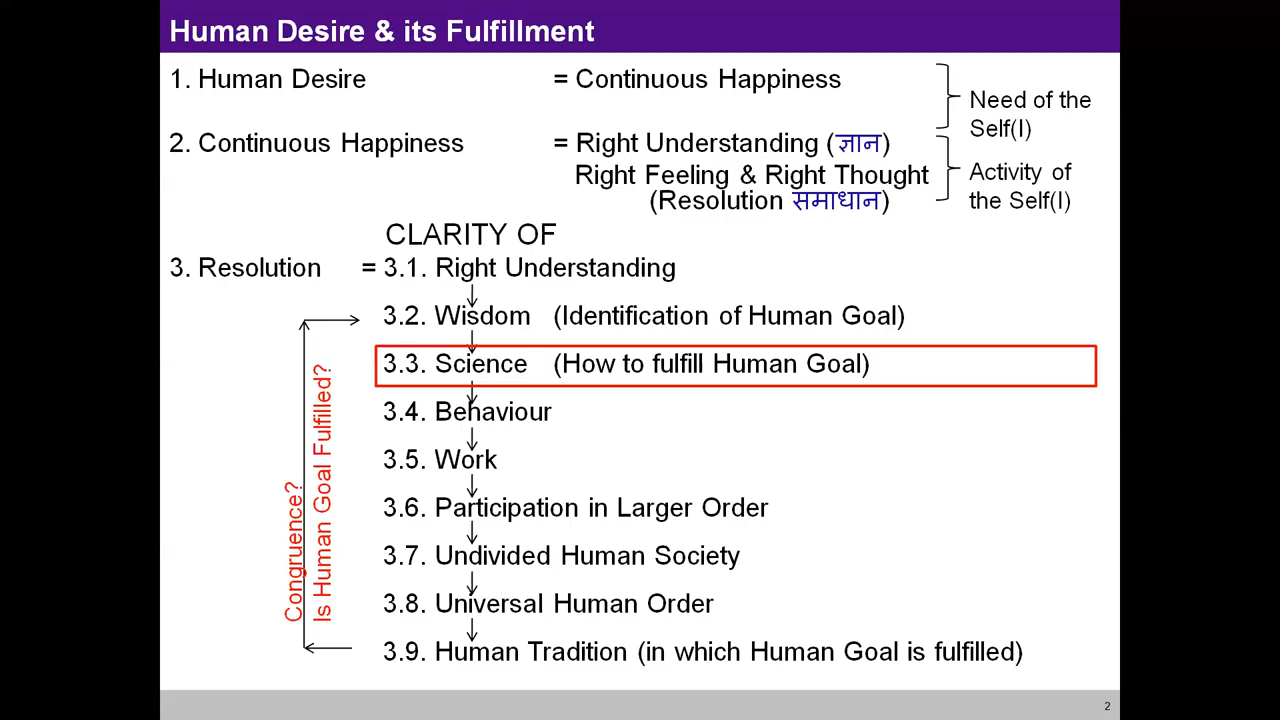 Human Desire & its Fulfillment
1. Human Desire = Continuous Happiness
Need of the
Self(I)
2. Continuous Happiness = Right Understanding (ज्ञान)
Right Feeling & Right Thought
(Resolution समाधान)
Activity of
the Self(I)
CLARITY OF
3. Resolution = 3.1. Right Understanding
3.2. Wisdom (Identification of Human Goal)
3.3. Science (How to fulfill Human Goal)
3.4. Behaviour
3.5. Work
3.6. Participation in Larger Order
3.7. Undivided Human Society
3.8. Universal Human Order
3.9. Human Tradition (in which Human Goal is fulfilled)
Congruence?
Is Human Goal Fulfilled?
2